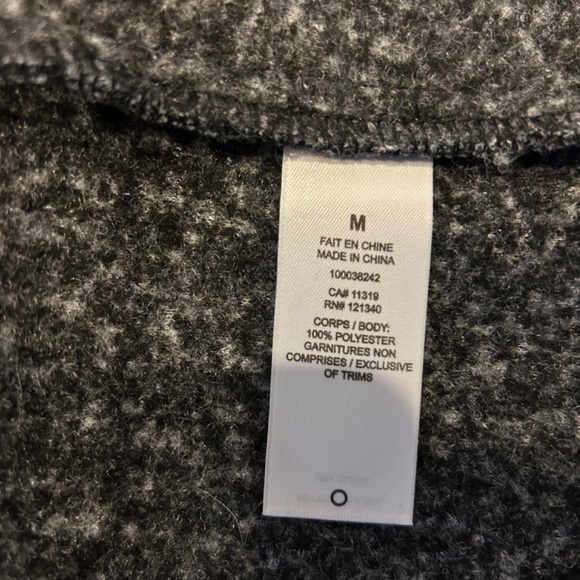 M
FAIT EN CHINE
MADE IN CHINA
100038242
CA# 11319
RN# 121340
CORPS / BODY:
100% POLYESTER
GARNITURES NON
COMPRISES / EXCLUSIVE
OF TRIMS